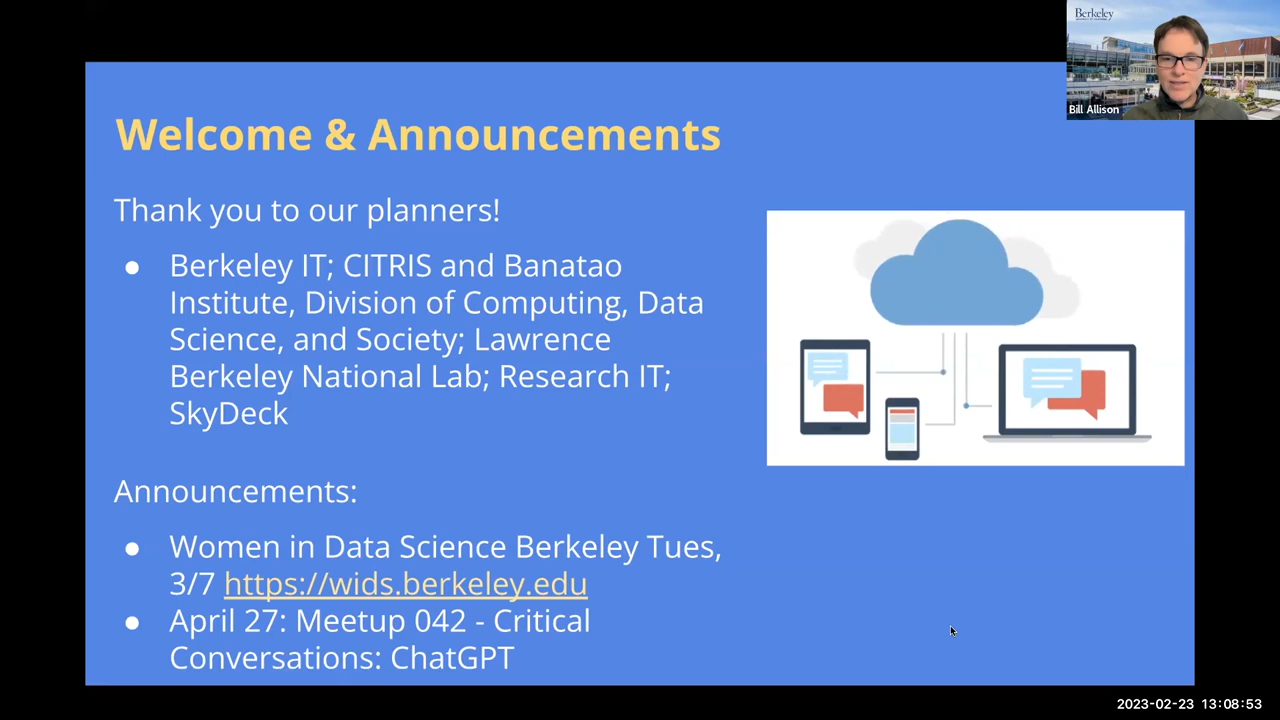 Berkeley
Bill Allison
Welcome & Announcements
Thank you to our planners!
● Berkeley IT; CITRIS and Banatao
Institute, Division of Computing, Data
Science, and Society; Lawrence
Berkeley National Lab; Research IT;
SkyDeck
Announcements:
● Women in Data Science Berkeley Tues,
3/7 https://wids.berkeley.edu
● April 27: Meetup 042 - Critical
Conversations: ChatGPT
2023-02-23 13:08:53